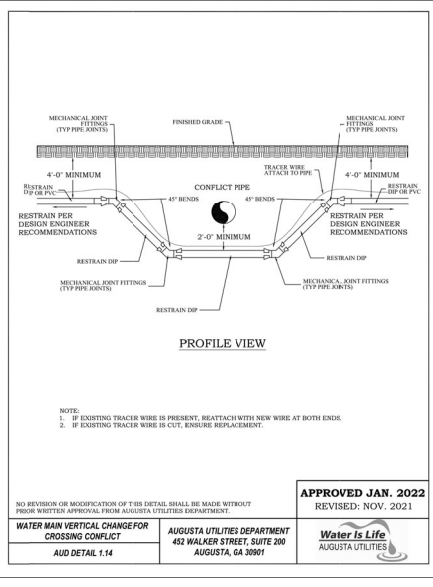 MECHANICAL JOINT
FITTINGS
(TYP PIPE JOINTS)
FINISHED GRADE
MECHANICAL JOINT
FITTINGS
(TYP PIPE JOINTS)
4'-0" MINIMUM
TRACER WIRE
ATTACH TO PIPE
4'-0" MINIMUM
RESTRAIN
DIP OR PVC
CONFLICT PIPE
RESTRAIN
DIP OR PVC
45° BENDS
45° BENDS
RESTRAIN PER
DESIGN ENGINEER
RECOMMENDATIONS
RESTRAIN PER
DESIGN ENGINEER
RECOMMENDATIONS
2'-0" MINIMUM
RESTRAIN DIP
RESTRAIN DIP
MECHANICAL JOINT FITTINGS
(TYP PIPE JOINTS)
MECHANICAL JOINT FITTINGS
(TYP PIPE JOINTS)
RESTRAIN DIP
PROFILE VIEW
NOTE:
1. IF EXISTING TRACER WIRE IS PRESENT, REATTACH WITH NEW WIRE AT BOTH ENDS.
2. IF EXISTING TRACER WIRE IS CUT, ENSURE REPLACEMENT.
NO REVISION OR MODIFICATION OF THIS DETAIL SHALL BE MADE WITHOUT
PRIOR WRITTEN APPROVAL FROM AUGUSTA UTILITIES DEPARTMENT.
APPROVED JAN. 2022
REVISED: NOV. 2021
WATER MAIN VERTICAL CHANGE FOR
CROSSING CONFLICT
AUD DETAIL 1.14
AUGUSTA UTILITIES DEPARTMENT
452 WALKER STREET, SUITE 200
AUGUSTA, GA 30901
Water Is Life
AUGUSTA UTILITIES